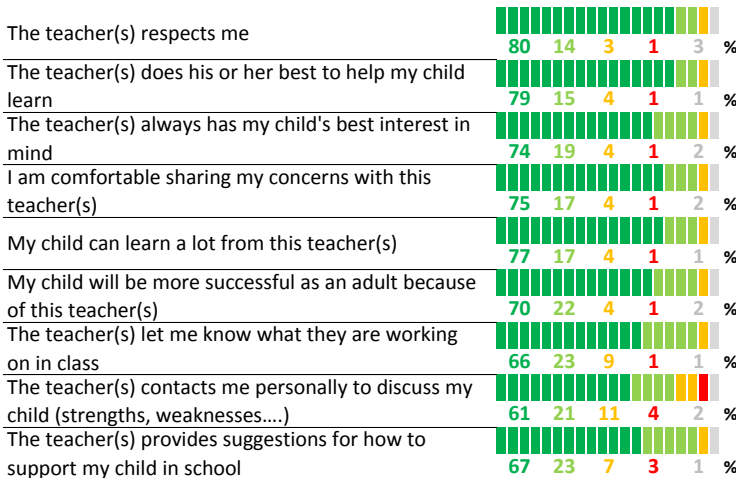 The teacher(s) respects me
80 14 3 1 3 %
The teacher(s) does his or her best to help my child
learn
79 15 4 1 1 %
The teacher(s) always has my child's best interest in
mind
74 19 4 1 2 %
I am comfortable sharing my concerns with this
teacher(s)
75 17 4 1 2 %
My child can learn a lot from this teacher(s)
77 17 4 1 1 %
My child will be more successful as an adult because
of this teacher(s)
70 22 4 1 2 %
The teacher(s) let me know what they are working
on in class
66 23 9 1 1 %
The teacher(s) contacts me personally to discuss my
child (strengths, weaknesses....)
61 21 11 4 2 %
The teacher(s) provides suggestions for how to
support my child in school
67 23 7 3 1 %